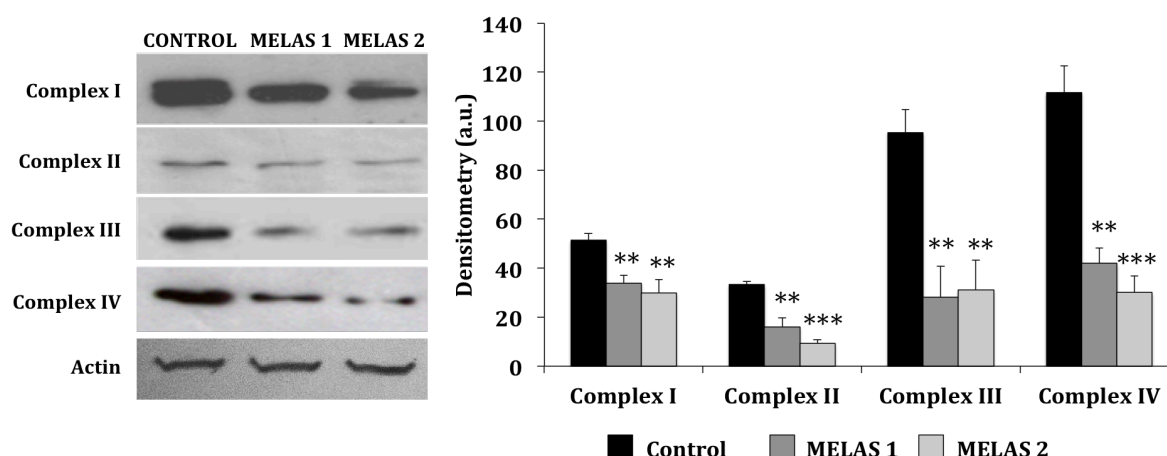 CONTROL MELAS 1 MELAS 2
Complex I
Complex II
Complex III
Complex IV
Actin
Densitometry (a.u.)
140
120
100
80
60
40
20
0
** **
** ***
** **
** ***
Complex I Complex II Complex III Complex IV
Control MELAS 1 MELAS 2